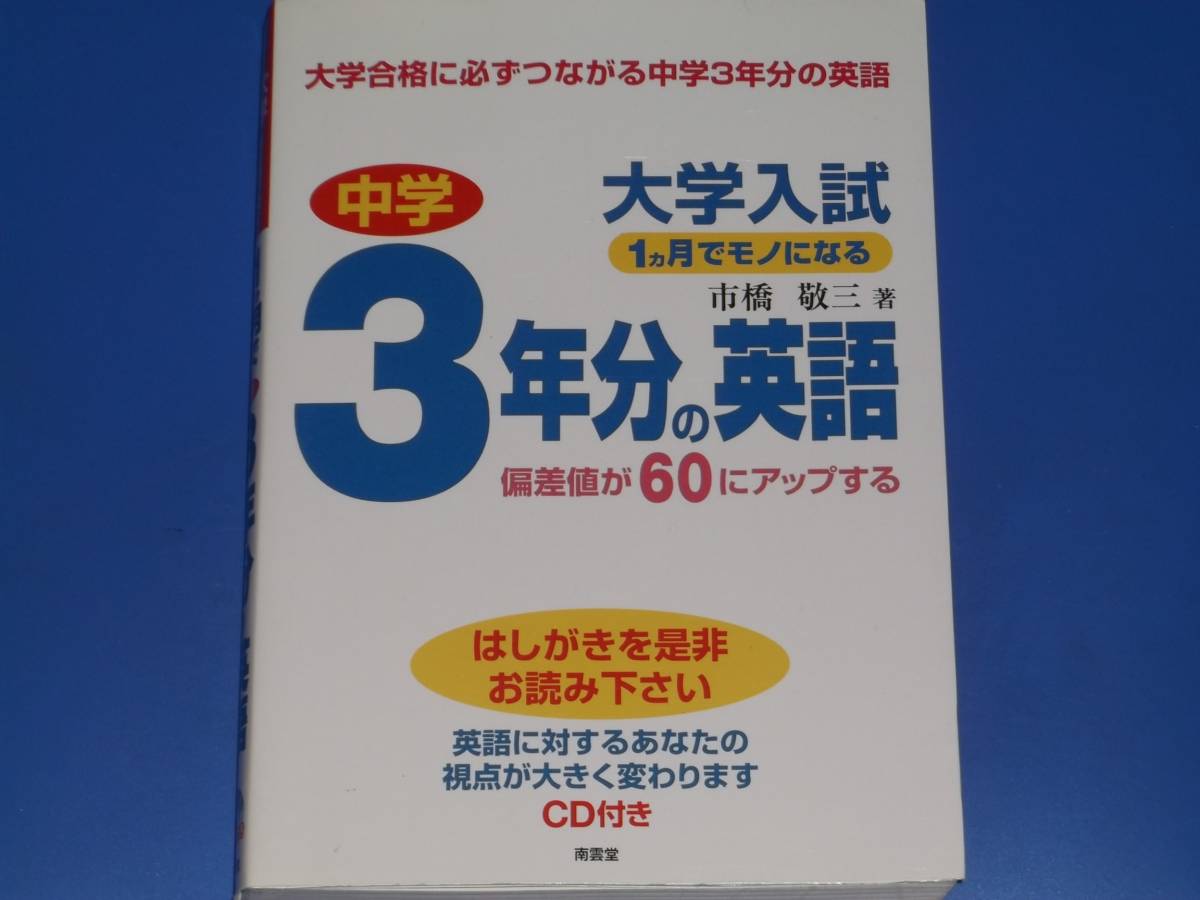 大学合格に必ずつながる中学3年分の英語
中学
大学入試
1ヵ月でモノになる
市橋 敬三 著
3年分の英語
偏差値が60にアップする
はしがきを是非
お読み下さい
英語に対するあなたの
視点が大きく変わります
CD付き
南雲堂